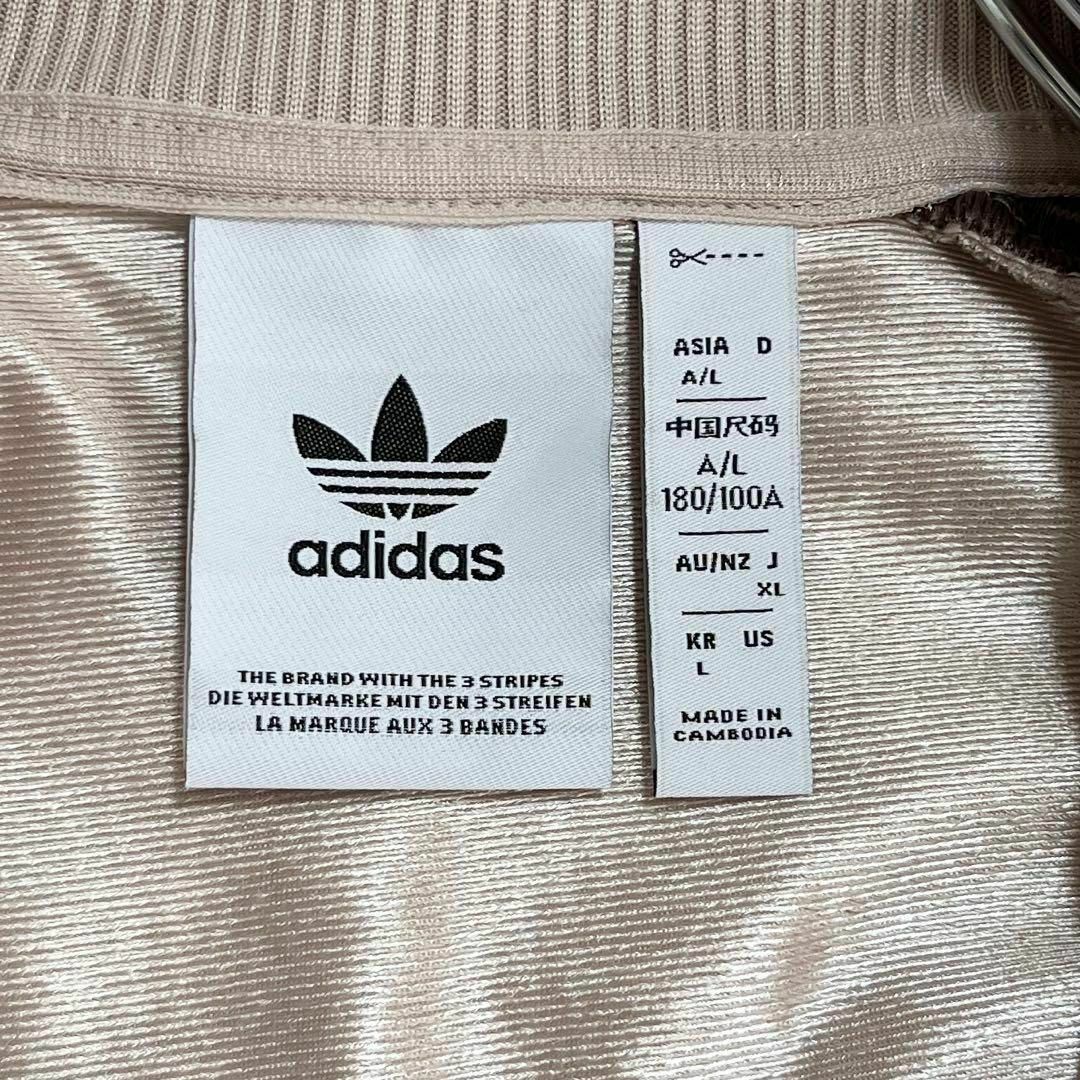 adidas
THE BRAND WITH THE 3 STRIPES
DIE WELTMARKE MIT DEN 3 STREIFEN
LA MARQUE AUX 3 BANDES
ASIA D
A/L
中国尺码
A/L
180/100A
AU/NZ J
XL
KR US
L
MADE IN
CAMBODIA